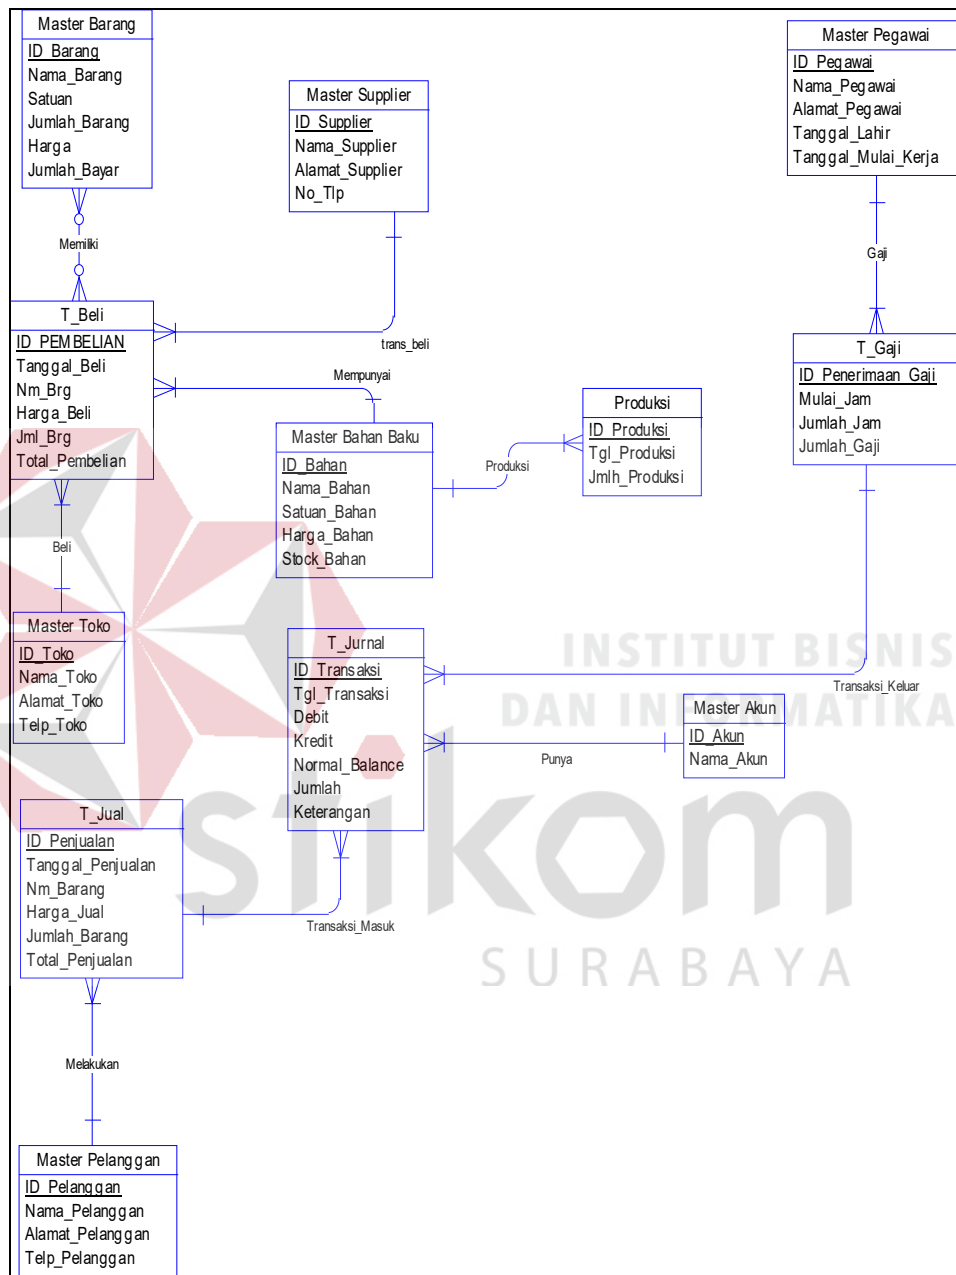 Master Barang
ID_Barang
Nama_Barang
Satuan
Jumlah_Barang
Harga
Jumlah_Bayar
Memiliki
Master Supplier
ID_Supplier
Nama_Supplier
Alamat_Supplier
No_Tlp
trans_beli
Master Pegawai
ID_Pegawai
Nama_Pegawai
Alamat_Pegawai
Tanggal_Lahir
Tanggal_Mulai_Kerja
Gaji
T_Beli
ID_PEMBELIAN
Tanggal_Beli
Nm_Brg
Harga_Beli
Jml_Brg
Total_Pembelian
Mempunyai
Master Bahan Baku
ID_Bahan
Nama_Bahan
Satuan_Bahan
Harga_Bahan
Stock_Bahan
Produksi
Produksi
ID_Produksi
Tgl_Produksi
Jmlh_Produksi
T_Gaji
ID_Penerimaan_Gaji
Mulai_Jam
Jumlah_Jam
Jumlah_Gaji
Beli
Master Toko
ID_Toko
Nama_Toko
Alamat_Toko
Telp_Toko
T_Jurnal
ID_Transaksi
Tgl_Transaksi
Debit
Kredit
Normal_Balance
Jumlah
Keterangan
Transaksi_Keluar
Punya
Master Akun
ID_Akun
Nama_Akun
T_Jual
ID_Penjualan
Tanggal_Penjualan
Nm_Barang
Harga_Jual
Jumlah_Barang
Total_Penjualan
Transaksi_Masuk
Melakukan
Master Pelanggan
ID_Pelanggan
Nama_Pelanggan
Alamat_Pelanggan
Telp_Pelanggan
INSTITUT BISNIS
DAN INFORMATIKA
stikom
SURABAYA